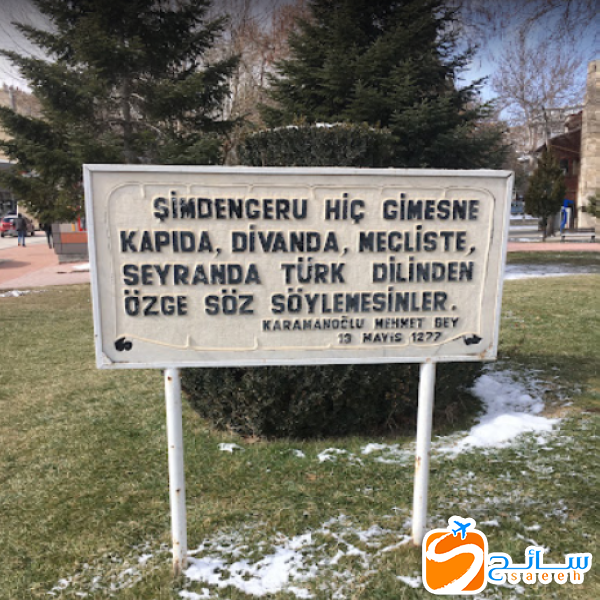 ŞİMDENGERU HİÇ GİMESNE
KAPIDA, DİVANDA, MECLİSTE,
SEYRANDA TÜRK DİLİNDEN
ÖZGE SÖZ SÖYLEMESİNLER.
KARAMANOĞLU MEHMET BEY
13 MAYIS 1277
سائح
saeeh